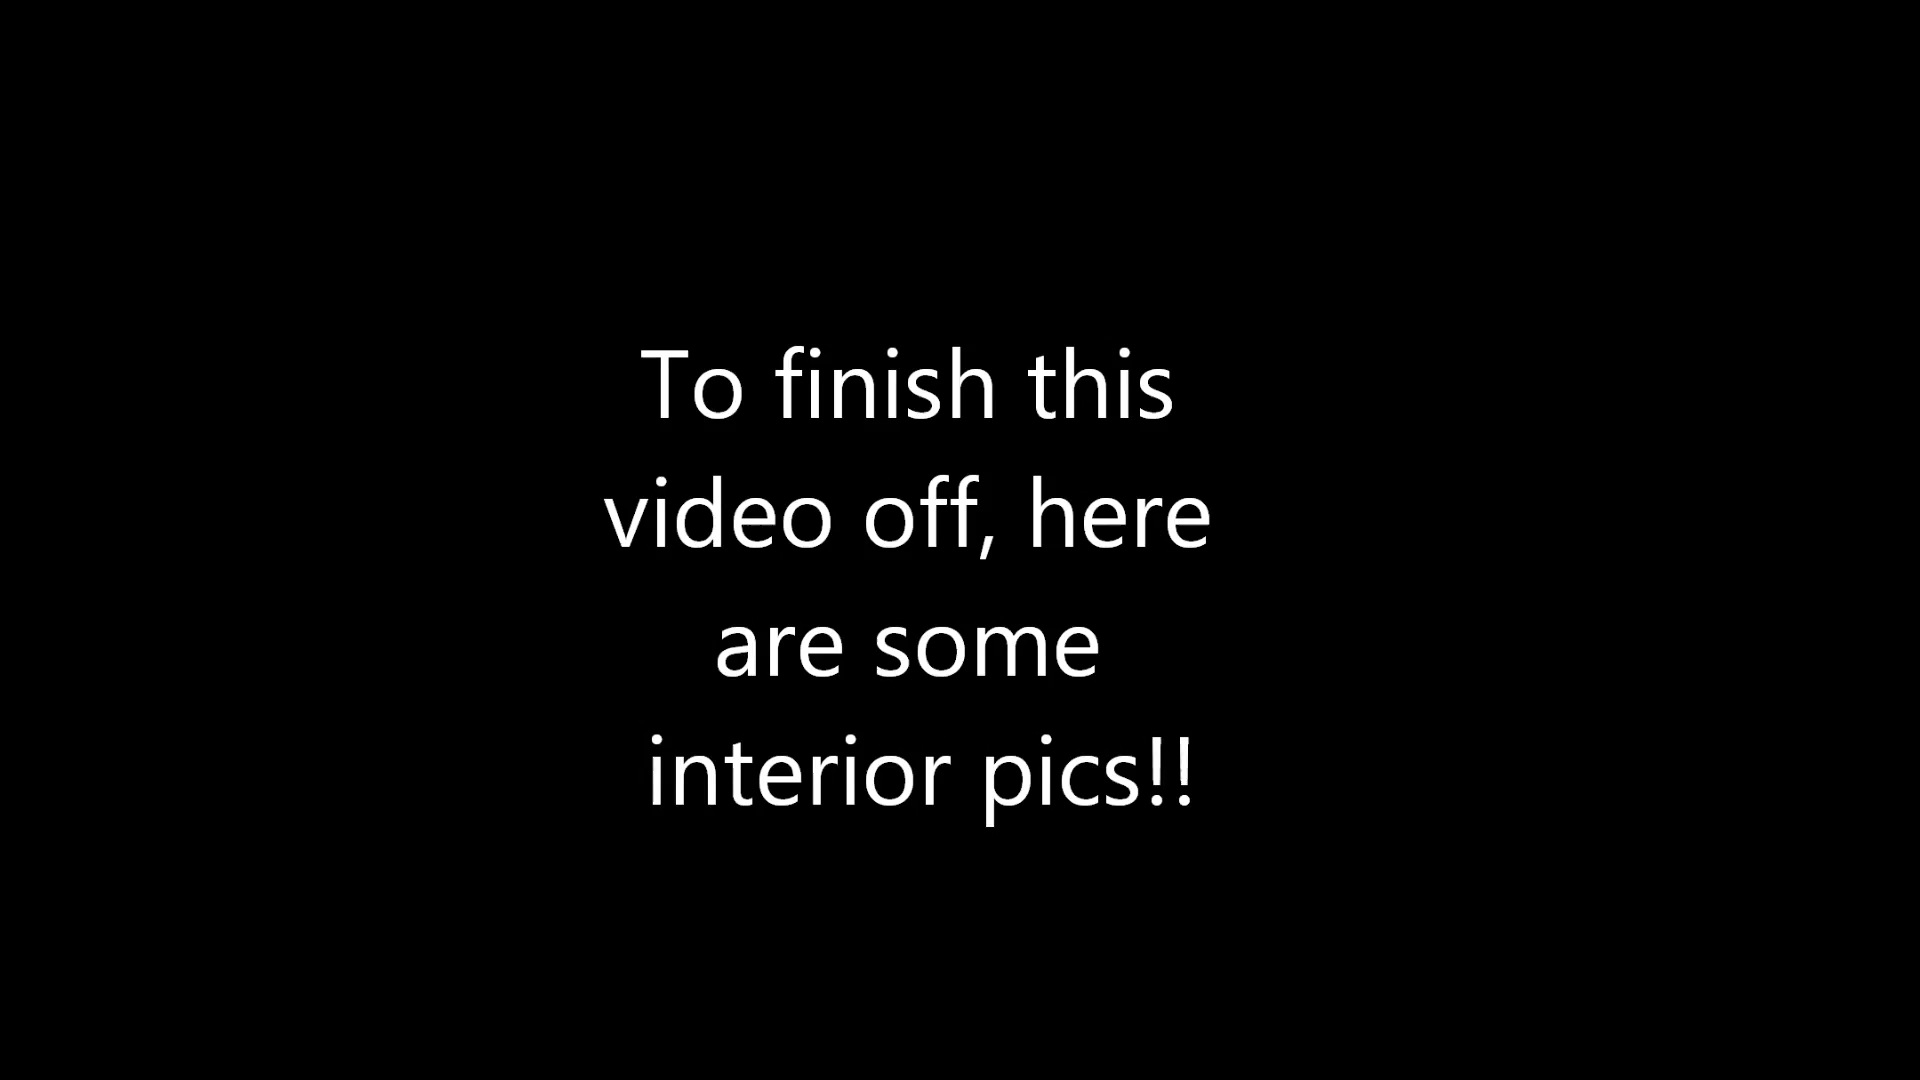 To finish this
video off, here
are some
interior pics!!